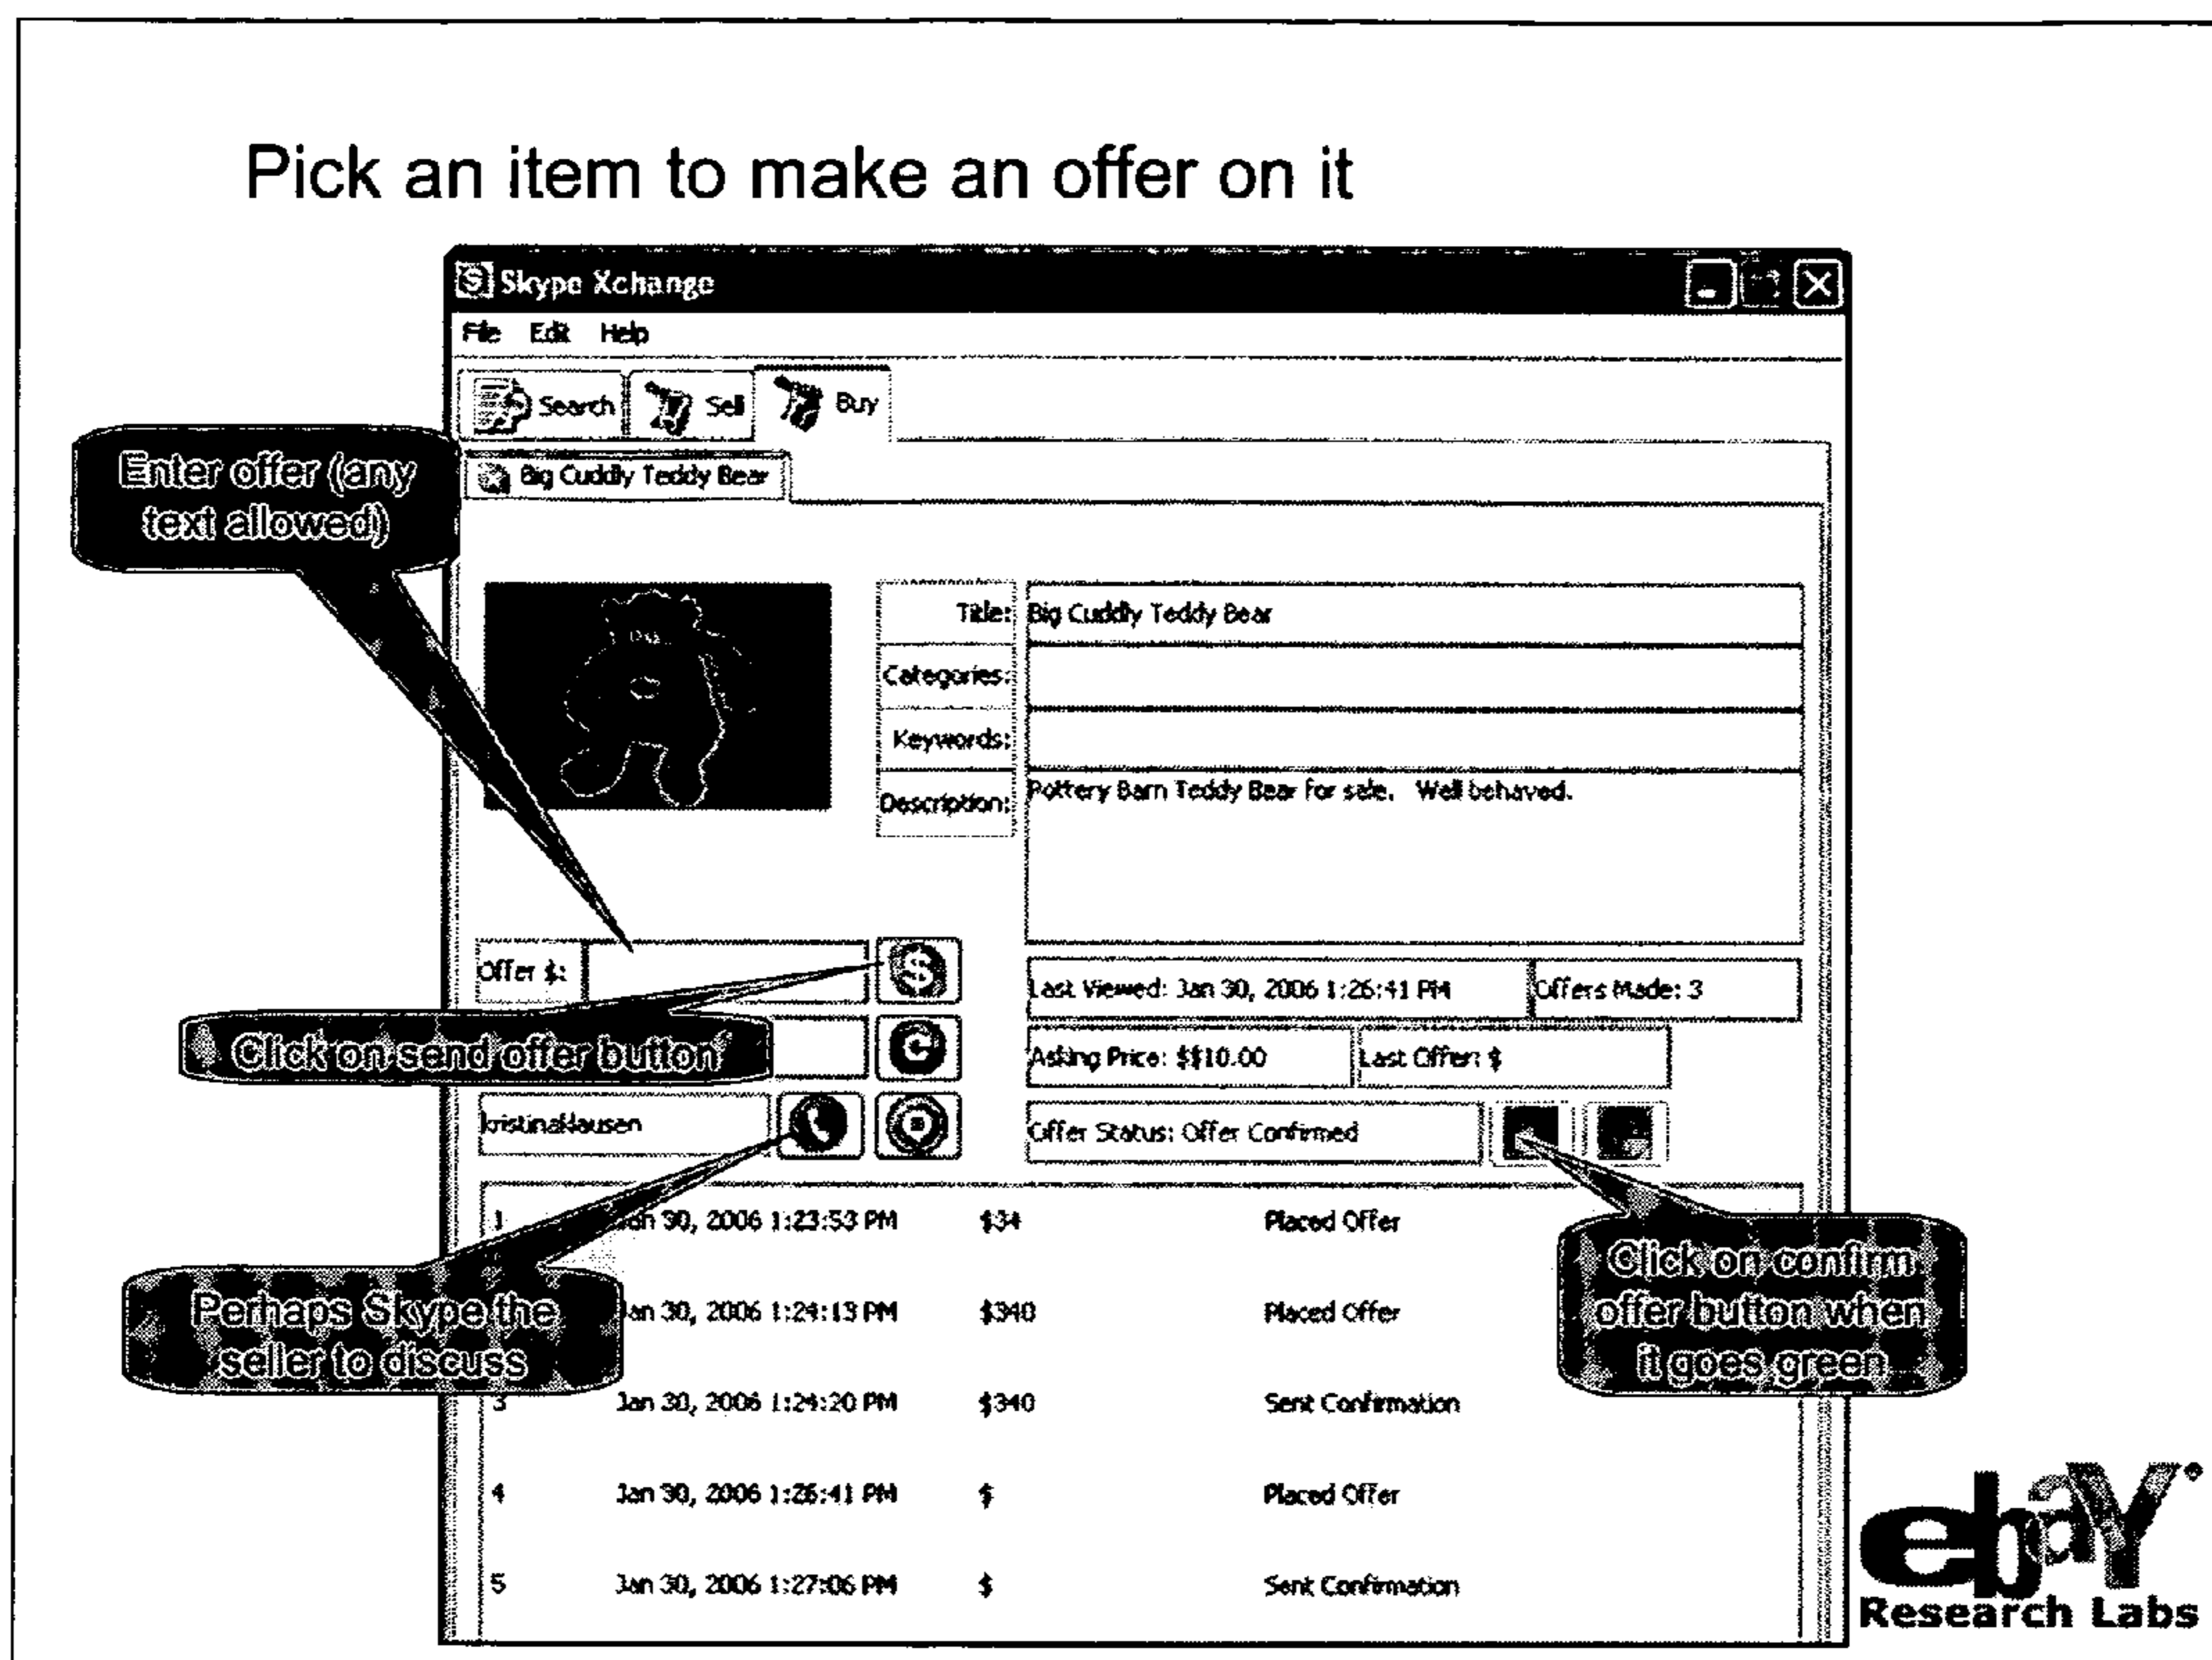 Pick an item to make an offer on it
Skype Xchange
File Edit Help
Search Sell Buy
Big Cuddly Teddy Bear
Enter offer (any
text allowed)
Title: Big Cuddly Teddy Bear
Categories:
Keywords:
Description: Pottery Barn Teddy Bear for sale. Well behaved.
Offer $:
Last Viewed: Jan 30, 2006 1:26:41 PM Offers Made: 3
Click on send offer button
Asking Price: $$10.00 Last Offer: $
Offer Status: Offer Confirmed
1 Jan 30, 2006 1:23:53 PM $34 Placed Offer
Perhaps Skype the
seller to discuss
Jan 30, 2006 1:24:13 PM $340 Placed Offer
Click on confirm
offer button when
it goes green
3 Jan 30, 2006 1:24:20 PM $340 Sent Confirmation
4 Jan 30, 2006 1:26:41 PM $ Placed Offer
5 Jan 30, 2006 1:27:06 PM $ Sent Confirmation
ebay
Research Labs